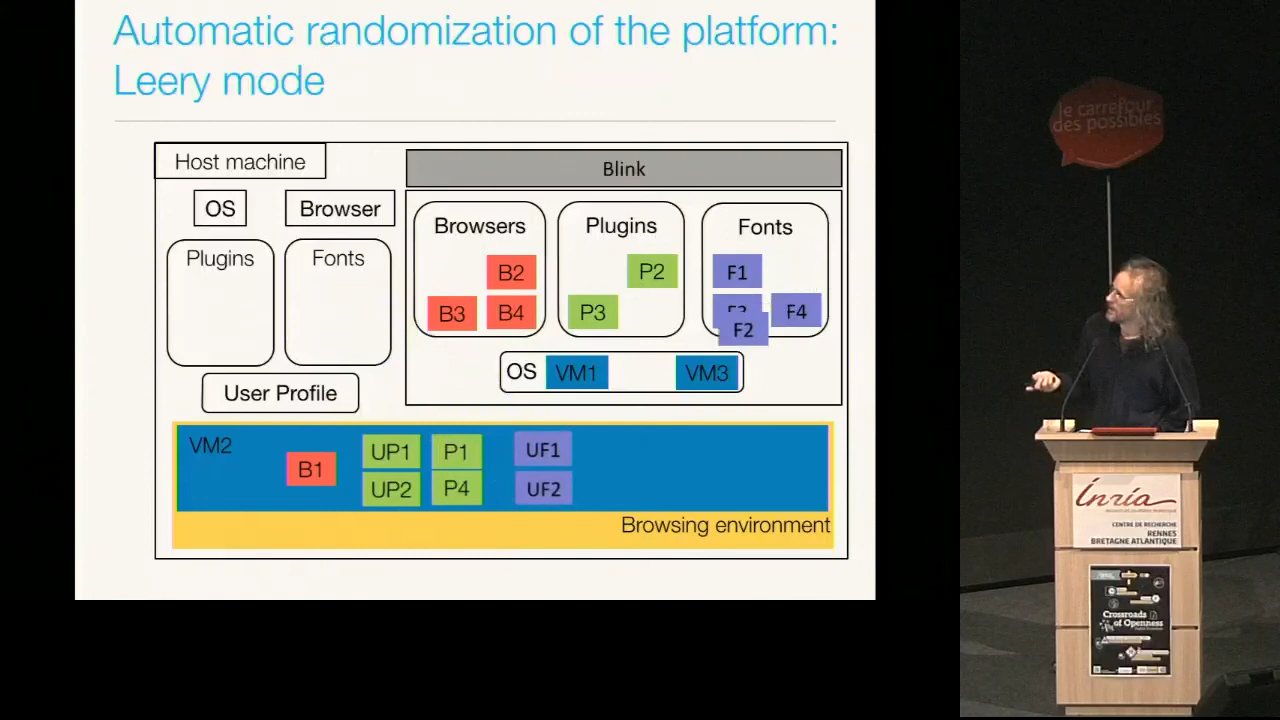 Automatic randomization of the platform:
Leery mode
Host machine
Blink
OS
Browser
Browsers
Plugins
Fonts
Plugins
Fonts
B2
P2
F1
B3
B4
P3
F4
F2
OS
VM1
VM3
User Profile
VM2
B1
UP1
P1
UF1
UP2
P4
UF2
Browsing environment
le carrefour
des possibles
Inria
CENTRE DE RECHERCHE
RENNES
BRETAGNE ATLANTIQUE
Crossroads
of Openness